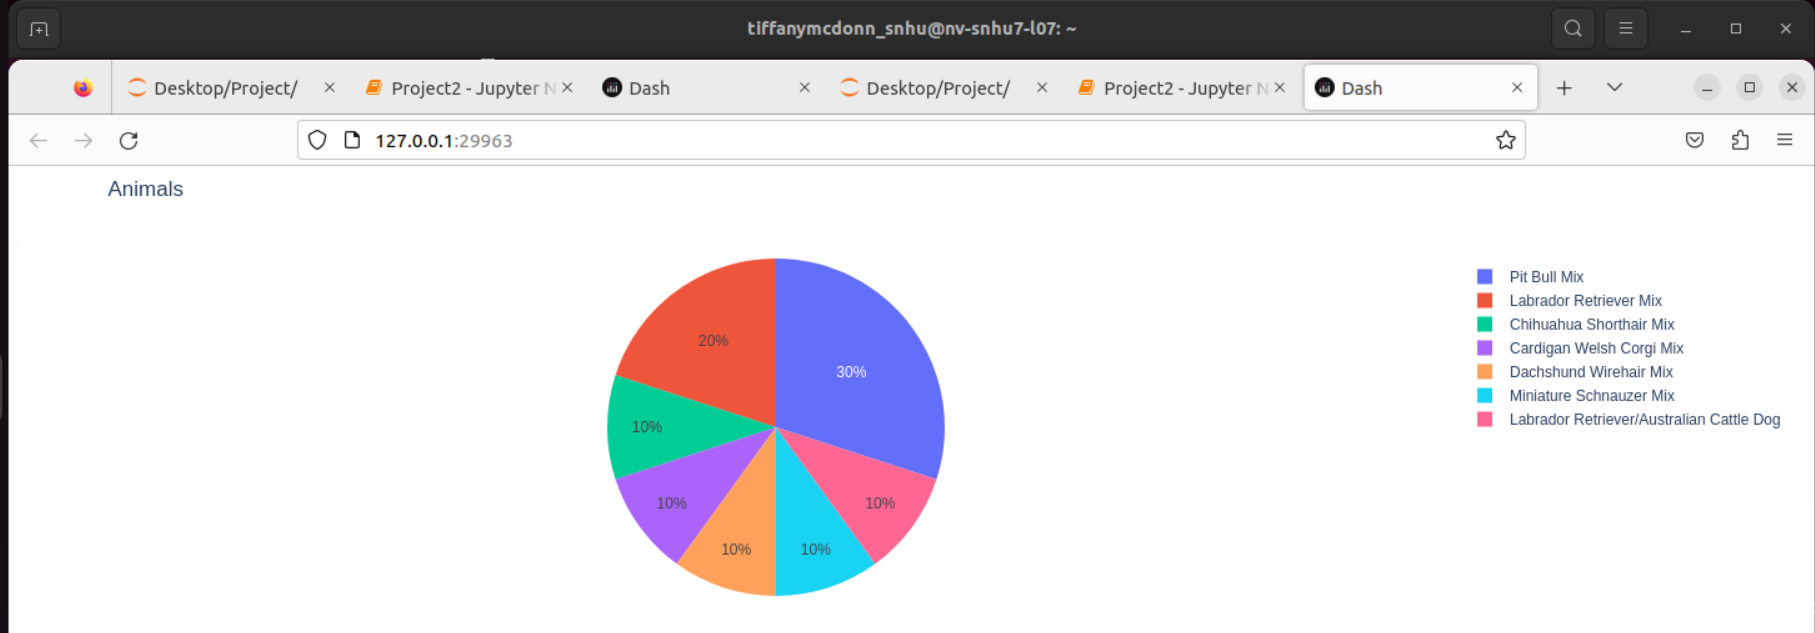 tiffanymcdonn_snhu@nv-snhu7-l07: ~
Desktop/Project/ Project2 - Jupyter N Dash Desktop/Project/ Project2 - Jupyter N Dash
127.0.0.1:29963
Animals
Pit Bull Mix
Labrador Retriever Mix
Chihuahua Shorthair Mix
Cardigan Welsh Corgi Mix
Dachshund Wirehair Mix
Miniature Schnauzer Mix
Labrador Retriever/Australian Cattle Dog
20%
30%
10%
10%
10%
10%
10%